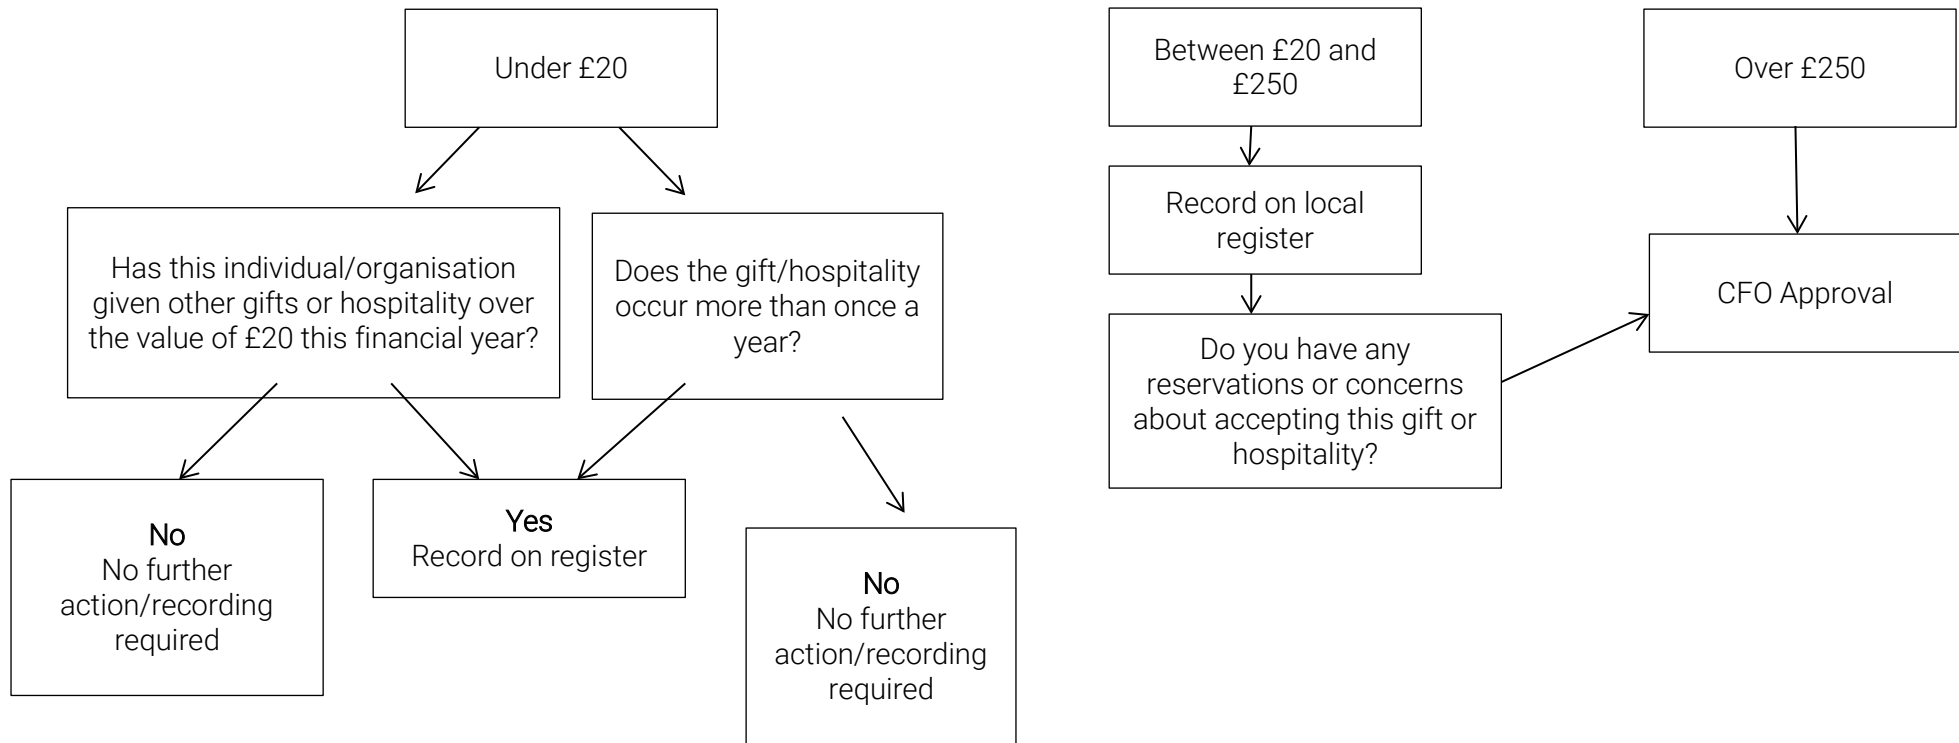 Under £20
Between £20 and
£250
Over £250
Record on local
register
Has this individual/organisation
given other gifts or hospitality over
the value of £20 this financial year?
Does the gift/hospitality
occur more than once a
year?
CFO Approval
Do you have any
reservations or concerns
about accepting this gift or
hospitality?
No
No further
action/recording
required
Yes
Record on register
No
No further
action/recording
required